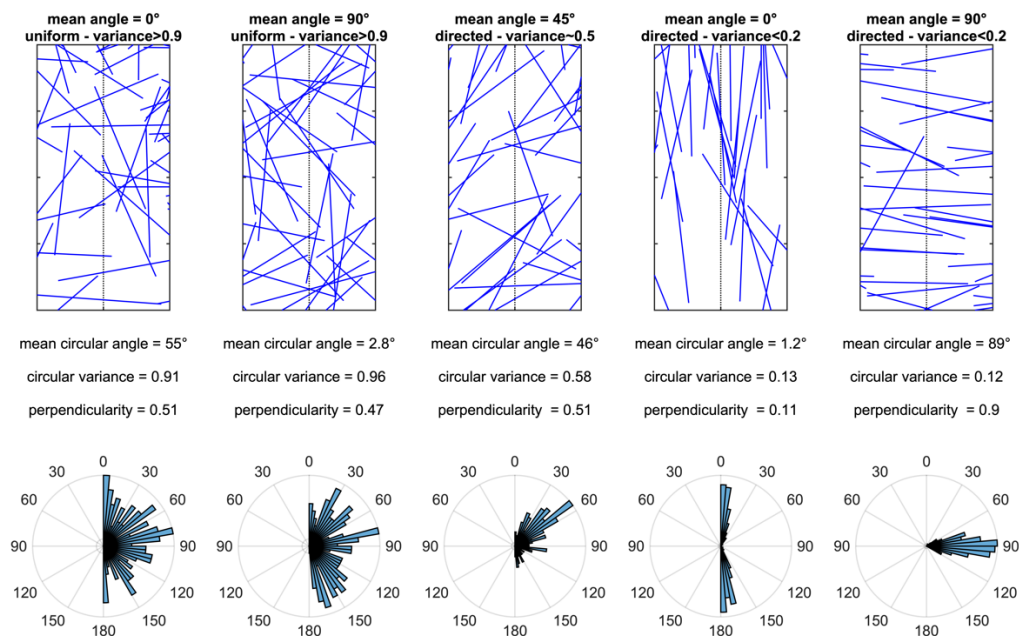 mean angle = 0°
uniform - variance>0.9
mean angle = 90°
uniform - variance>0.9
mean angle = 45°
directed - variance~0.5
mean angle = 0°
directed - variance<0.2
mean angle = 90°
directed - variance<0.2
mean circular angle = 55°
circular variance = 0.91
perpendicularity = 0.51
mean circular angle = 2.8°
circular variance = 0.96
perpendicularity = 0.47
mean circular angle = 46°
circular variance = 0.58
perpendicularity = 0.51
mean circular angle = 1.2°
circular variance = 0.13
perpendicularity = 0.11
mean circular angle = 89°
circular variance = 0.12
perpendicularity = 0.9
0
30 30
60 60
90 90
120 120
150 150
180
0
30 30
60 60
90 90
120 120
150 150
180
0
30 30
60 60
90 90
120 120
150 150
180
0
30 30
60 60
90 90
120 120
150 150
180
0
30 30
60 60
90 90
120 120
150 150
180